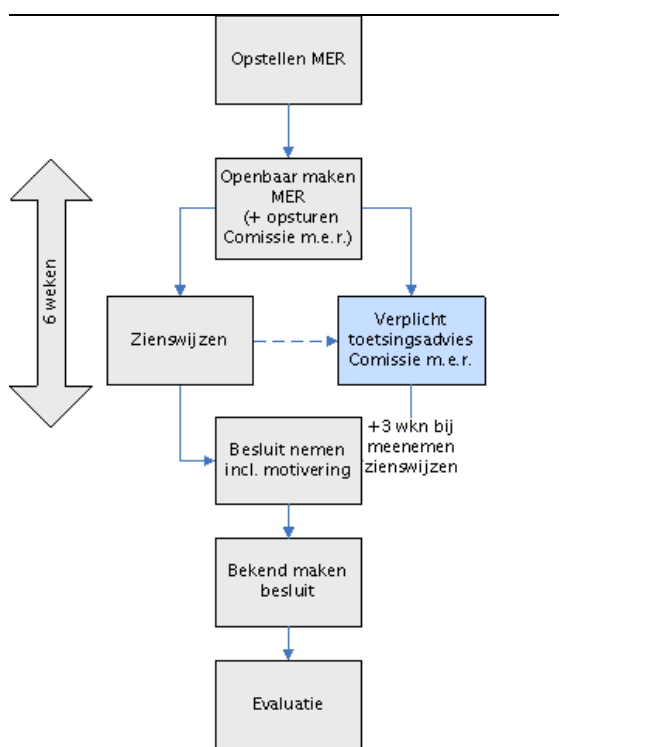 Opstellen MER
Openbaar maken
MER
(+ opsturen
Comissie m.e.r.)
6 weken
Zienswijzen
Verplicht
toetsingsadvies
Comissie m.e.r.
Besluit nemen
incl. motivering
+3 wkn bij
meenemen
zienswijzen
Bekend maken
besluit
Evaluatie